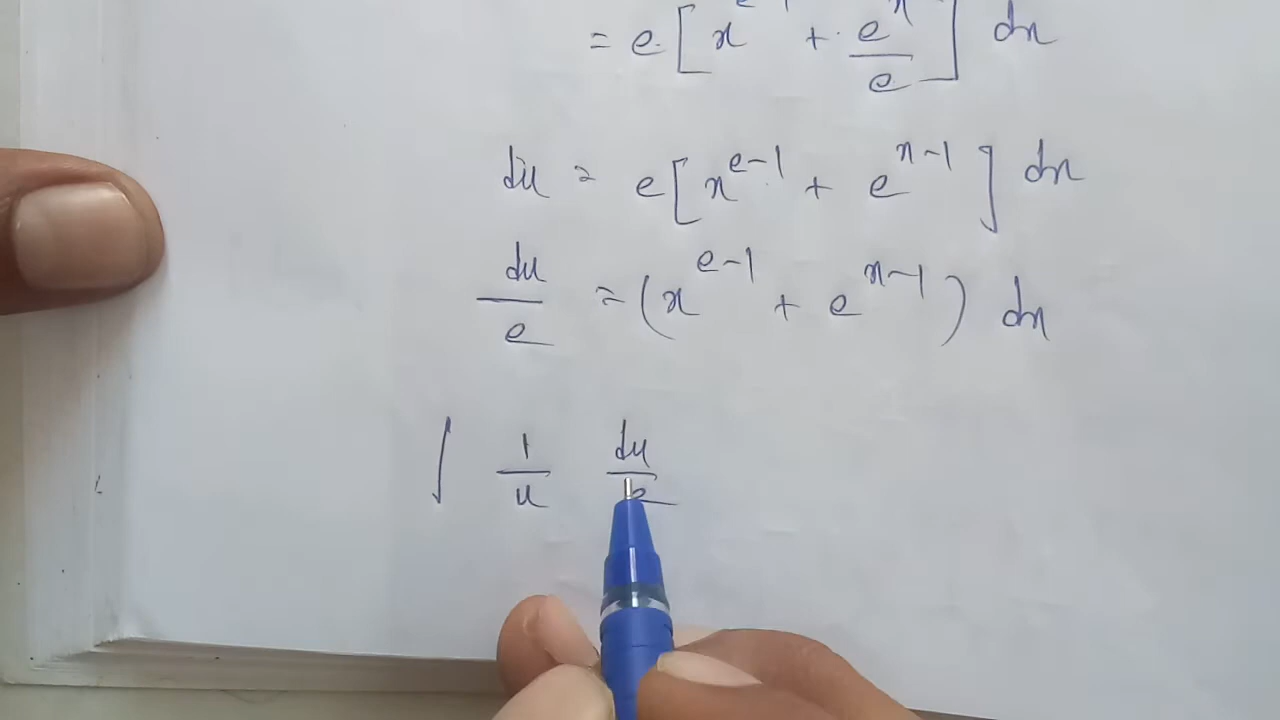 = e [ x^{e-1} + e^x/e ] dx
du = e [ x^{e-1} + e^{x-1} ] dx
du/e = ( x^{e-1} + e^{x-1} ) dx
∫ 1/u du/e